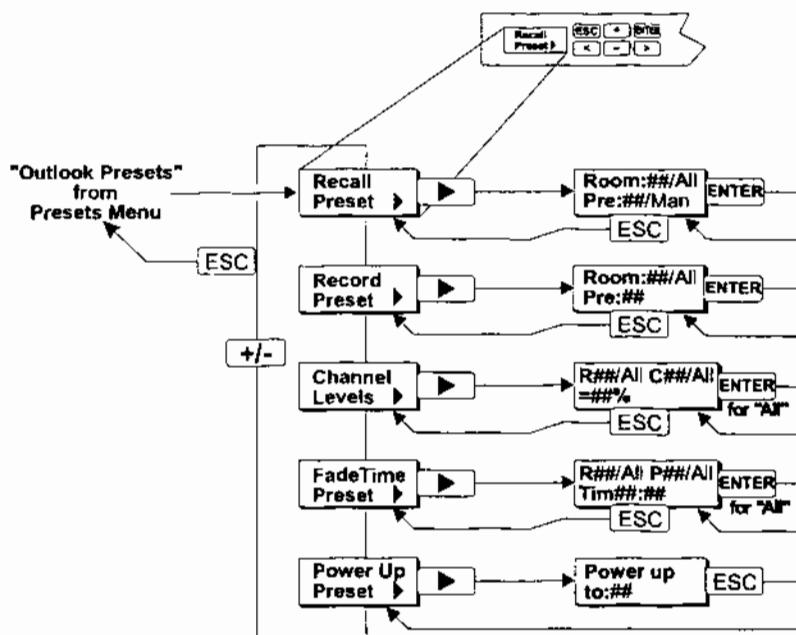 Recall
Preset
ESC + ENTER
< - >
"Outlook Presets"
from
Presets Menu
ESC
+/-
Recall
Preset
Room:##/All
Pre:##/Man
ENTER
ESC
Record
Preset
Room:##/All
Pre:##
ENTER
ESC
Channel
Levels
R##/All C##/All
=##%
ENTER
for "All"
ESC
FadeTime
Preset
R##/All P##/All
Tim##:##
ENTER
for "All"
ESC
Power Up
Preset
Power up
to:##
ESC